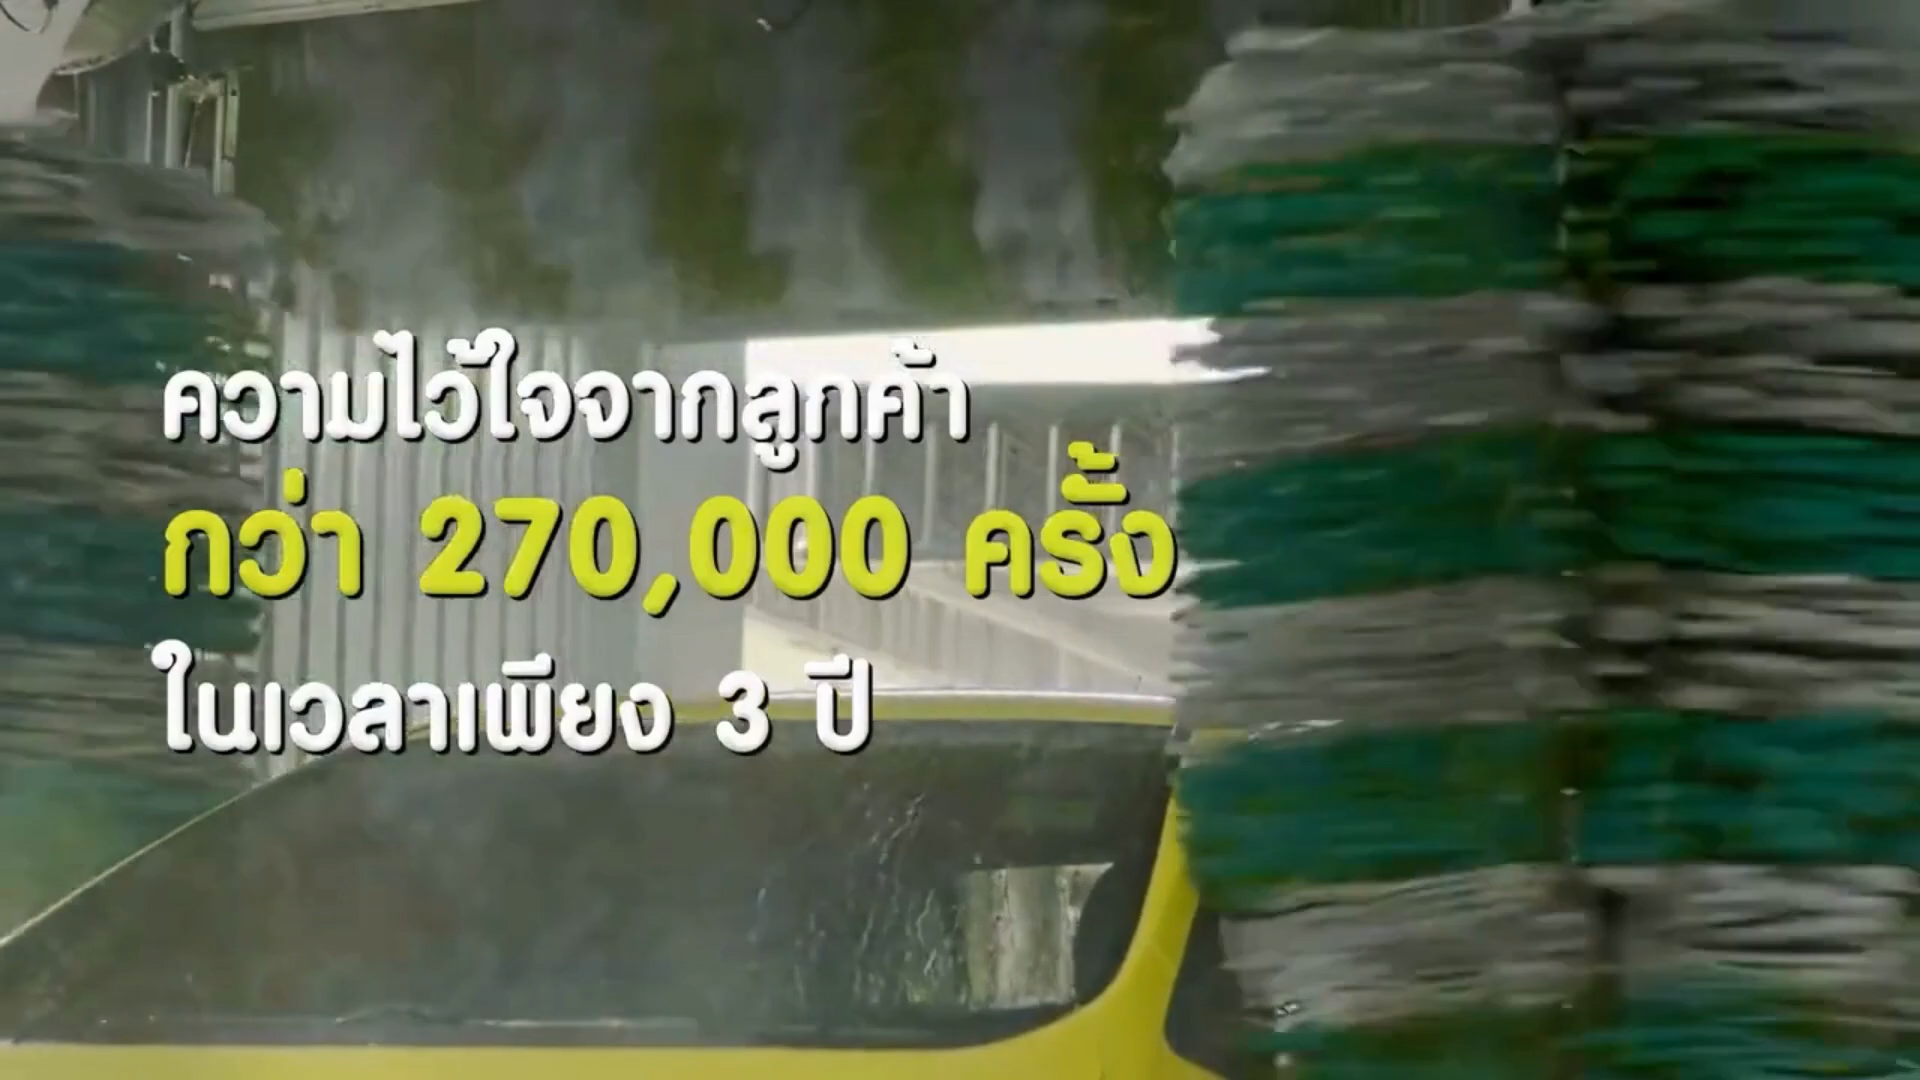 ความไว้ใจจากลูกค้า
กว่า 270,000 ครั้ง
ในเวลาเพียง 3 ปี